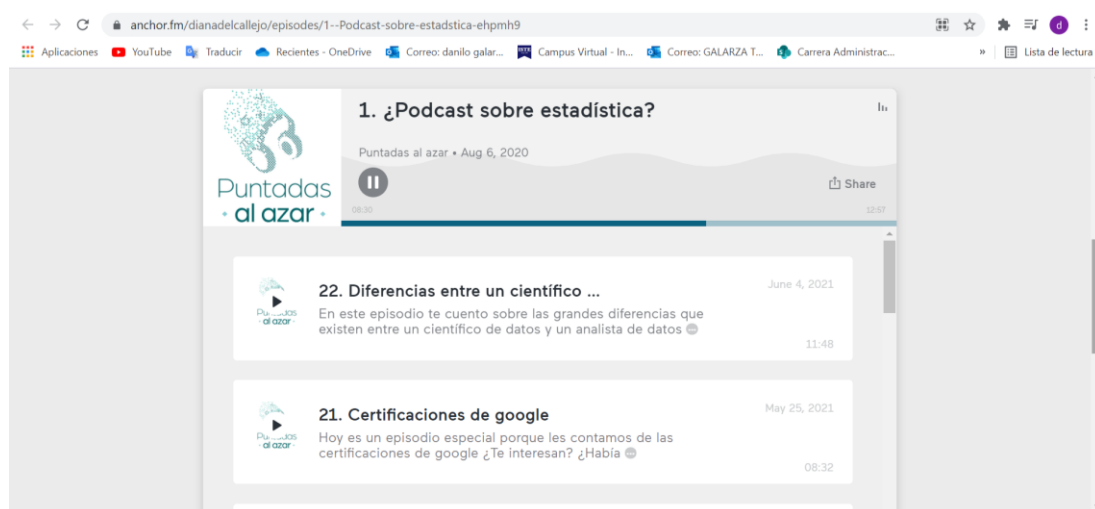 anchor.fm/dianadelcallejo/episodes/1--Podcast-sobre-estadstica-ehpmh9
d
Aplicaciones YouTube Traducir Recientes - OneDrive Correo: danilo galar... Campus Virtual - In... Correo: GALARZA T... Carrera Administrac... » Lista de lectura
1. ¿Podcast sobre estadística?
Puntadas al azar • Aug 6, 2020
Puntadas
• al azar •
Share
08:30 12:57
22. Diferencias entre un científico ...
June 4, 2021
En este episodio te cuento sobre las grandes diferencias que
existen entre un científico de datos y un analista de datos
al azar
11:48
21. Certificaciones de google
May 25, 2021
Hoy es un episodio especial porque les contamos de las
certificaciones de google ¿Te interesan? ¿Había
al azar
08:32